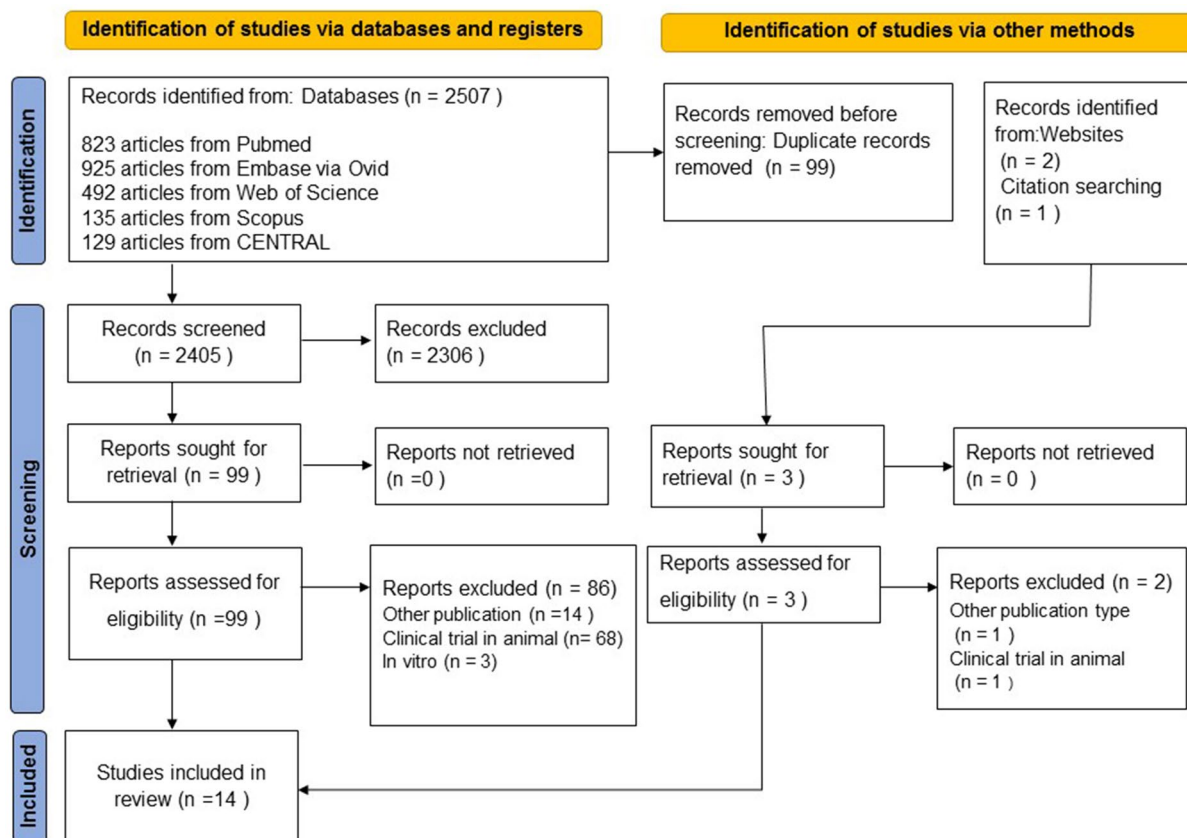 Identification of studies via databases and registers
Identification of studies via other methods
Identification
Records identified from: Databases (n = 2507 )
823 articles from Pubmed
925 articles from Embase via Ovid
492 articles from Web of Science
135 articles from Scopus
129 articles from CENTRAL
Records removed before
screening: Duplicate records
removed (n = 99)
Records identified
from:Websites
(n = 2)
Citation searching
(n = 1 )
Screening
Records screened
(n = 2405 )
Records excluded
(n = 2306)
Reports sought for
retrieval (n = 99 )
Reports not retrieved
(n =0 )
Reports sought for
retrieval (n = 3 )
Reports not retrieved
(n = 0 )
Reports assessed for
eligibility (n =99 )
Reports excluded (n = 86)
Other publication (n =14 )
Clinical trial in animal (n= 68)
In vitro (n = 3)
Reports assessed for
eligibility (n = 3 )
Reports excluded (n = 2)
Other publication type
(n = 1 )
Clinical trial in animal
(n = 1 )
Included
Studies included in
review (n =14 )